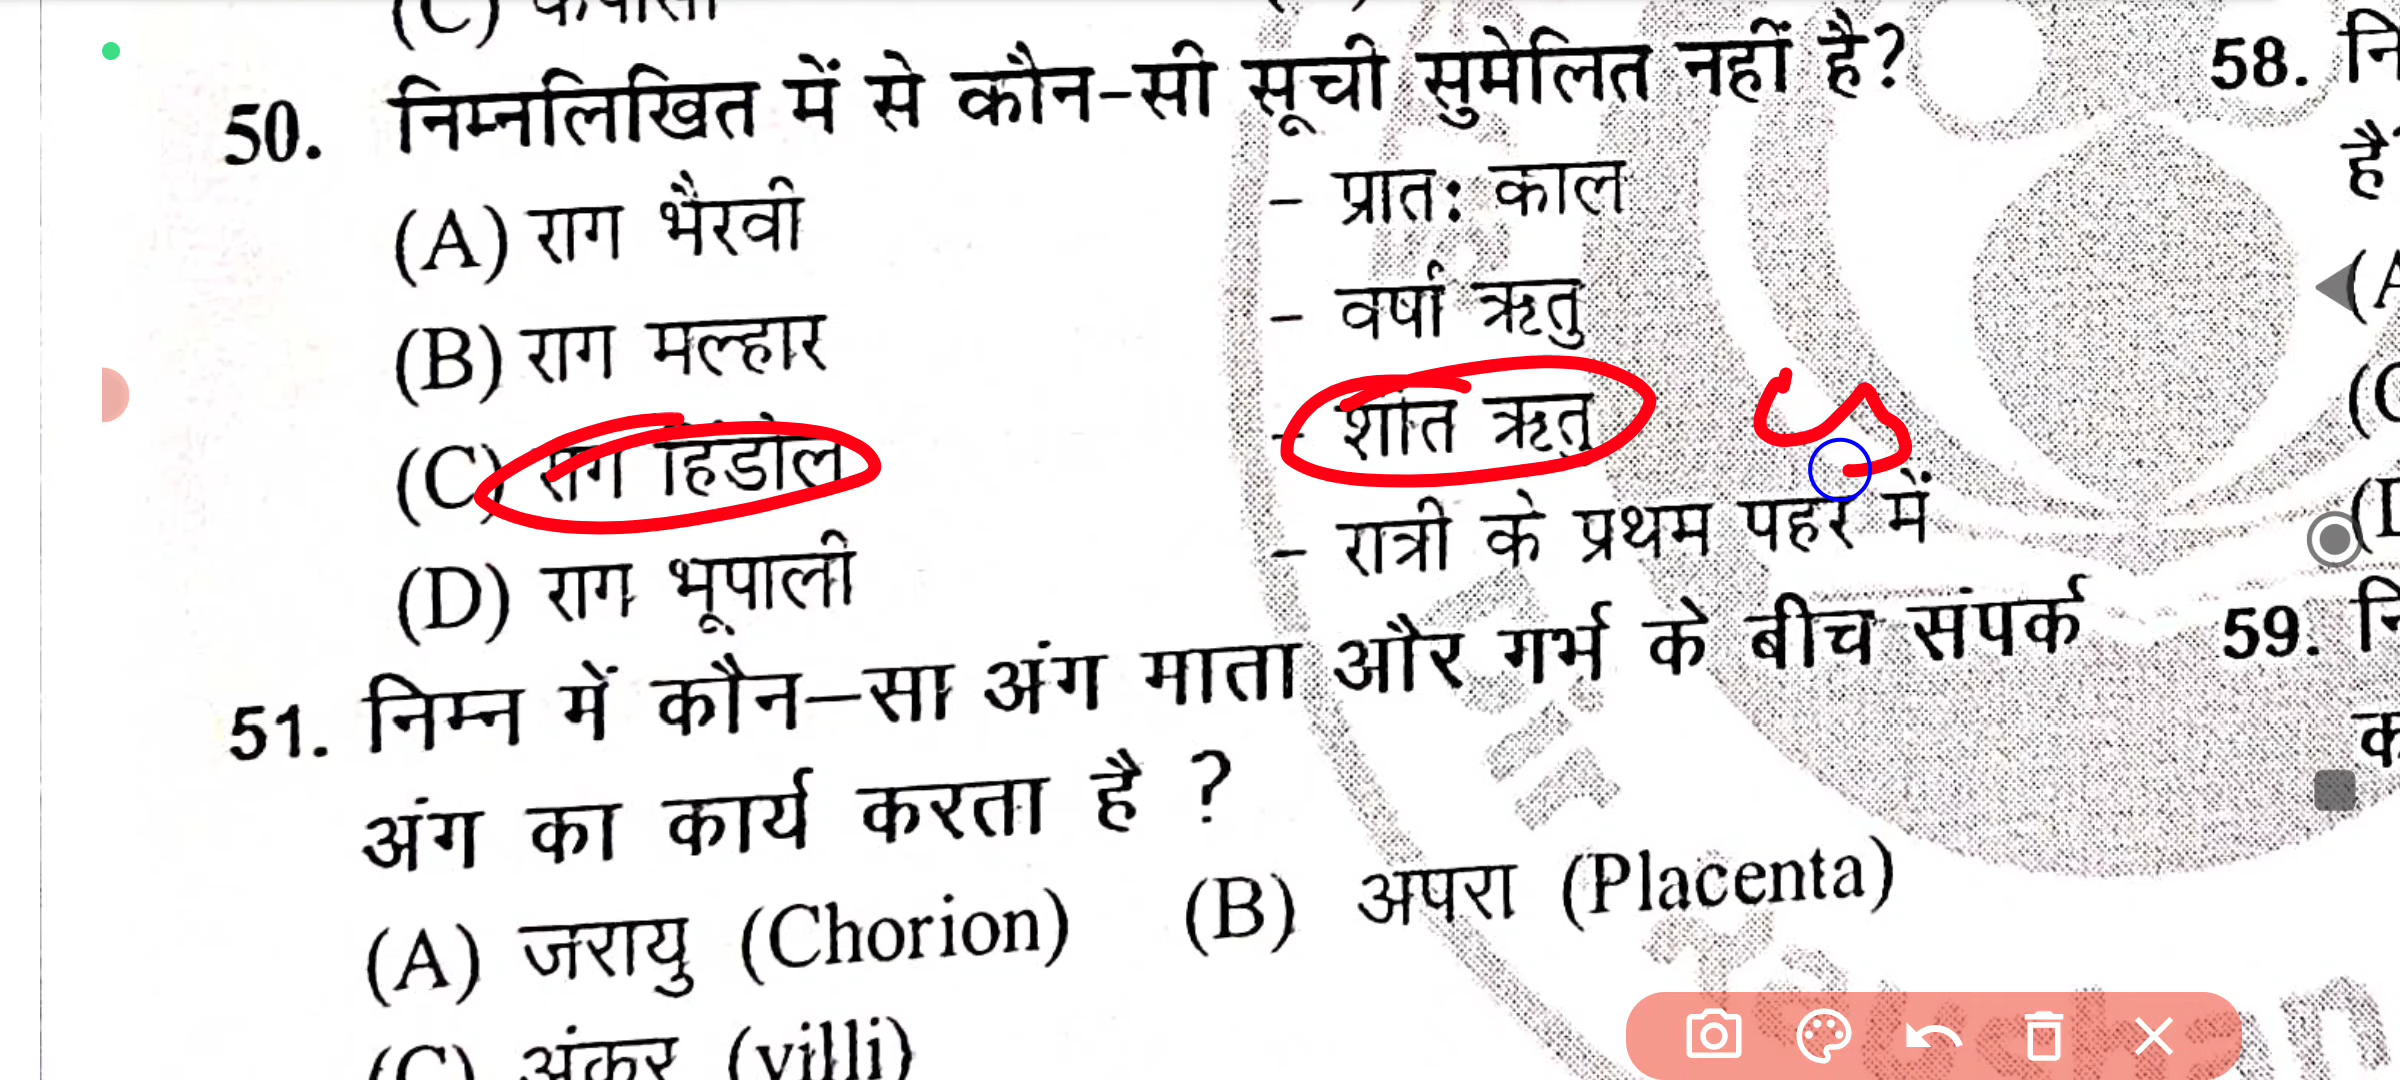 50. निम्नलिखित में से कौन-सी सूची सुमेलित नहीं है?
(A) राग भैरवी - प्रातः काल
(B) राग मल्हार - वर्षा ऋतु
(C) राग हिंडोल - शीत ऋतु
(D) राग भूपाली - रात्री के प्रथम पहर में
51. निम्न में कौन–सा अंग माता और गर्भ के बीच संपर्क
अंग का कार्य करता है ?
(A) जरायु (Chorion) (B) अपरा (Placenta)
(C) अंकुर (villi)
58. नि
है
(A
(C
(D
59. नि
क